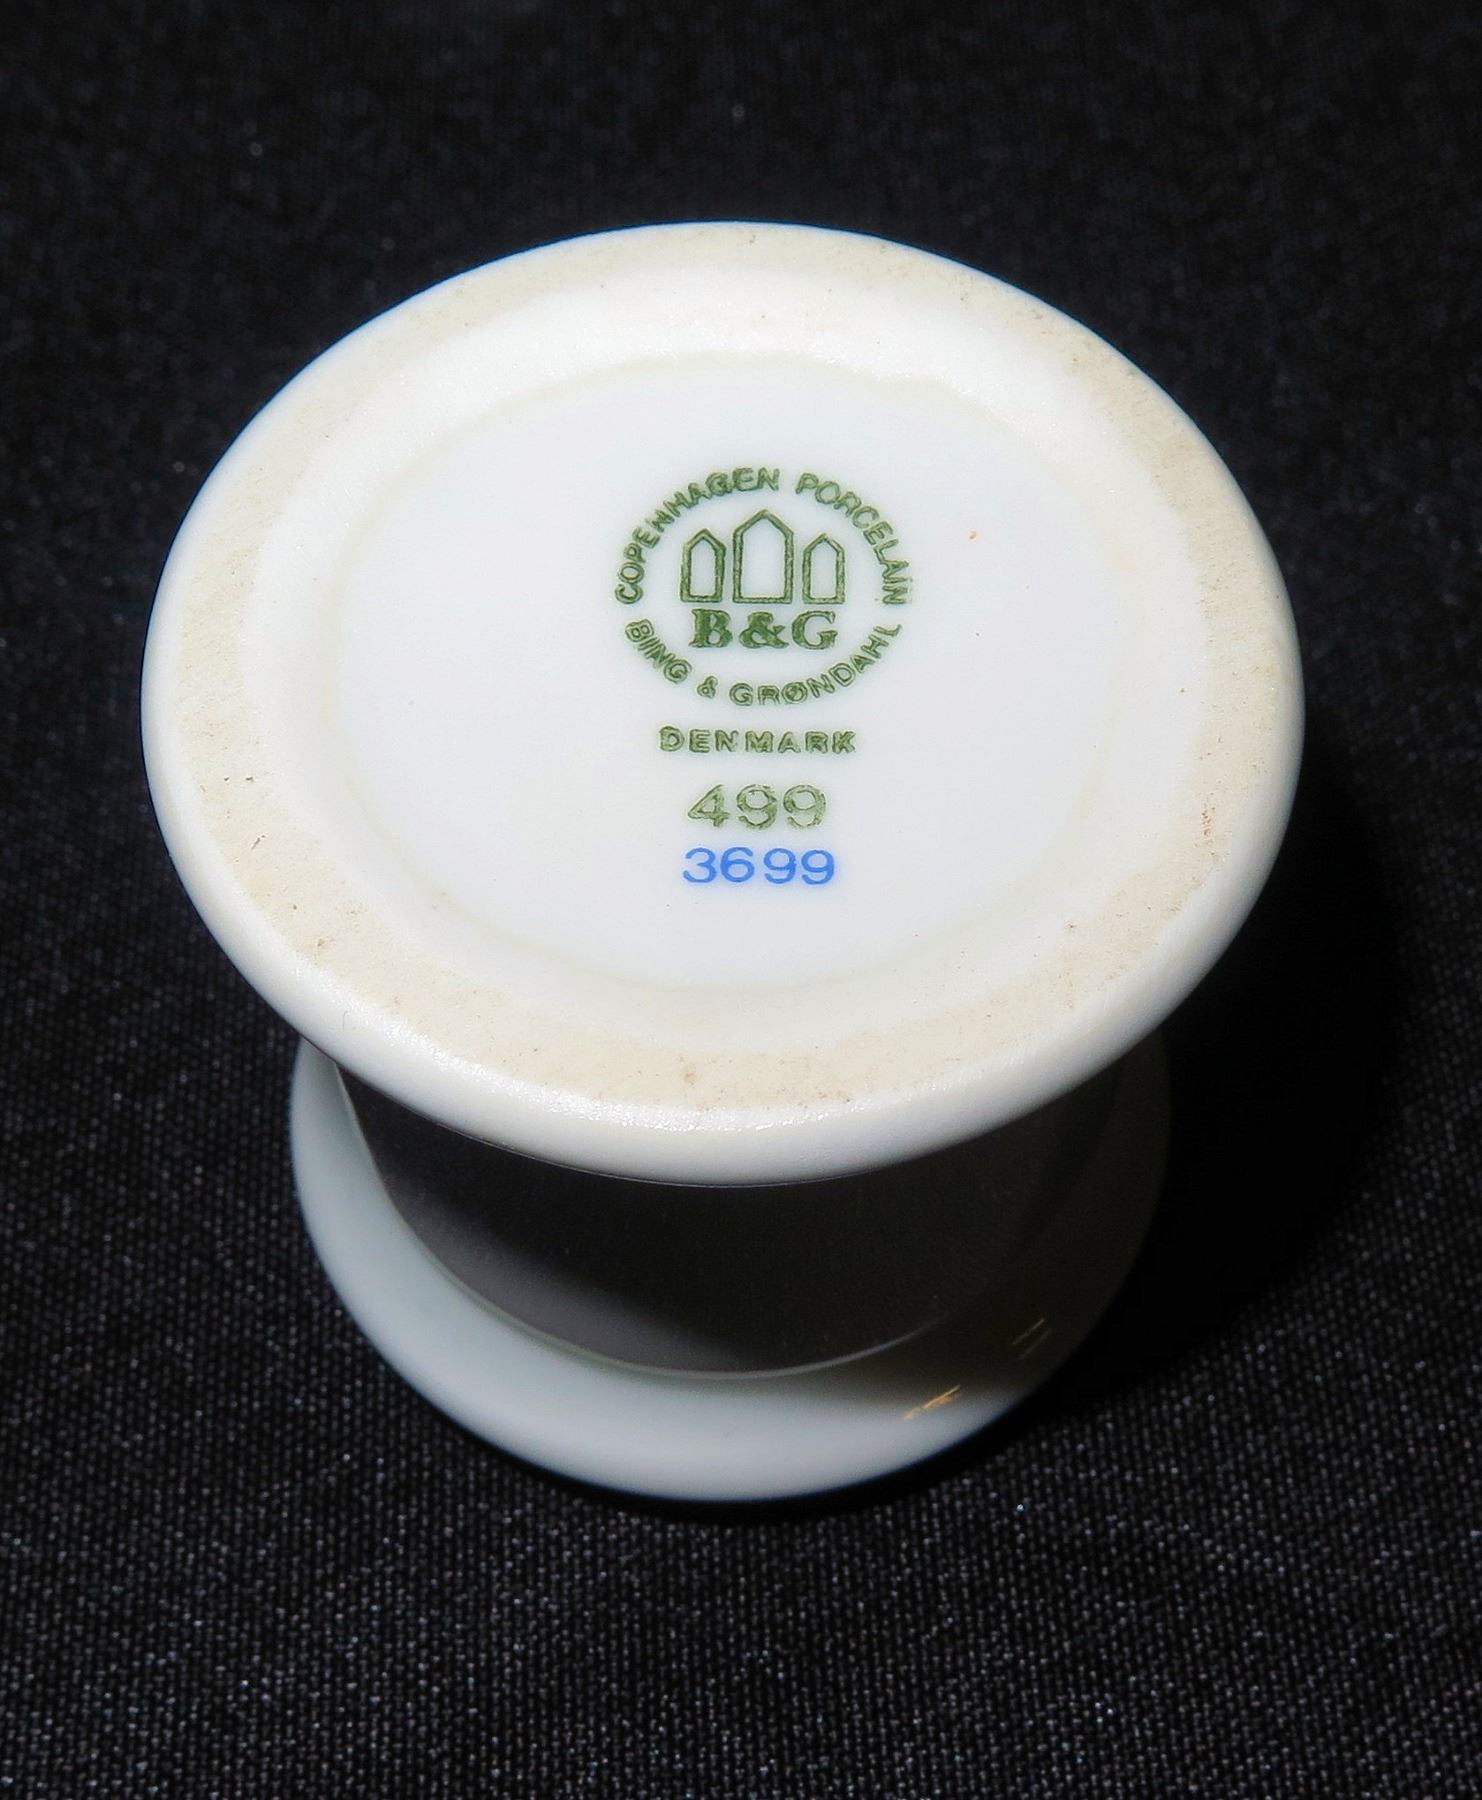 COPENHAGEN PORCELAIN
B&G
BING & GRØNDAHL
DENMARK
499
3699